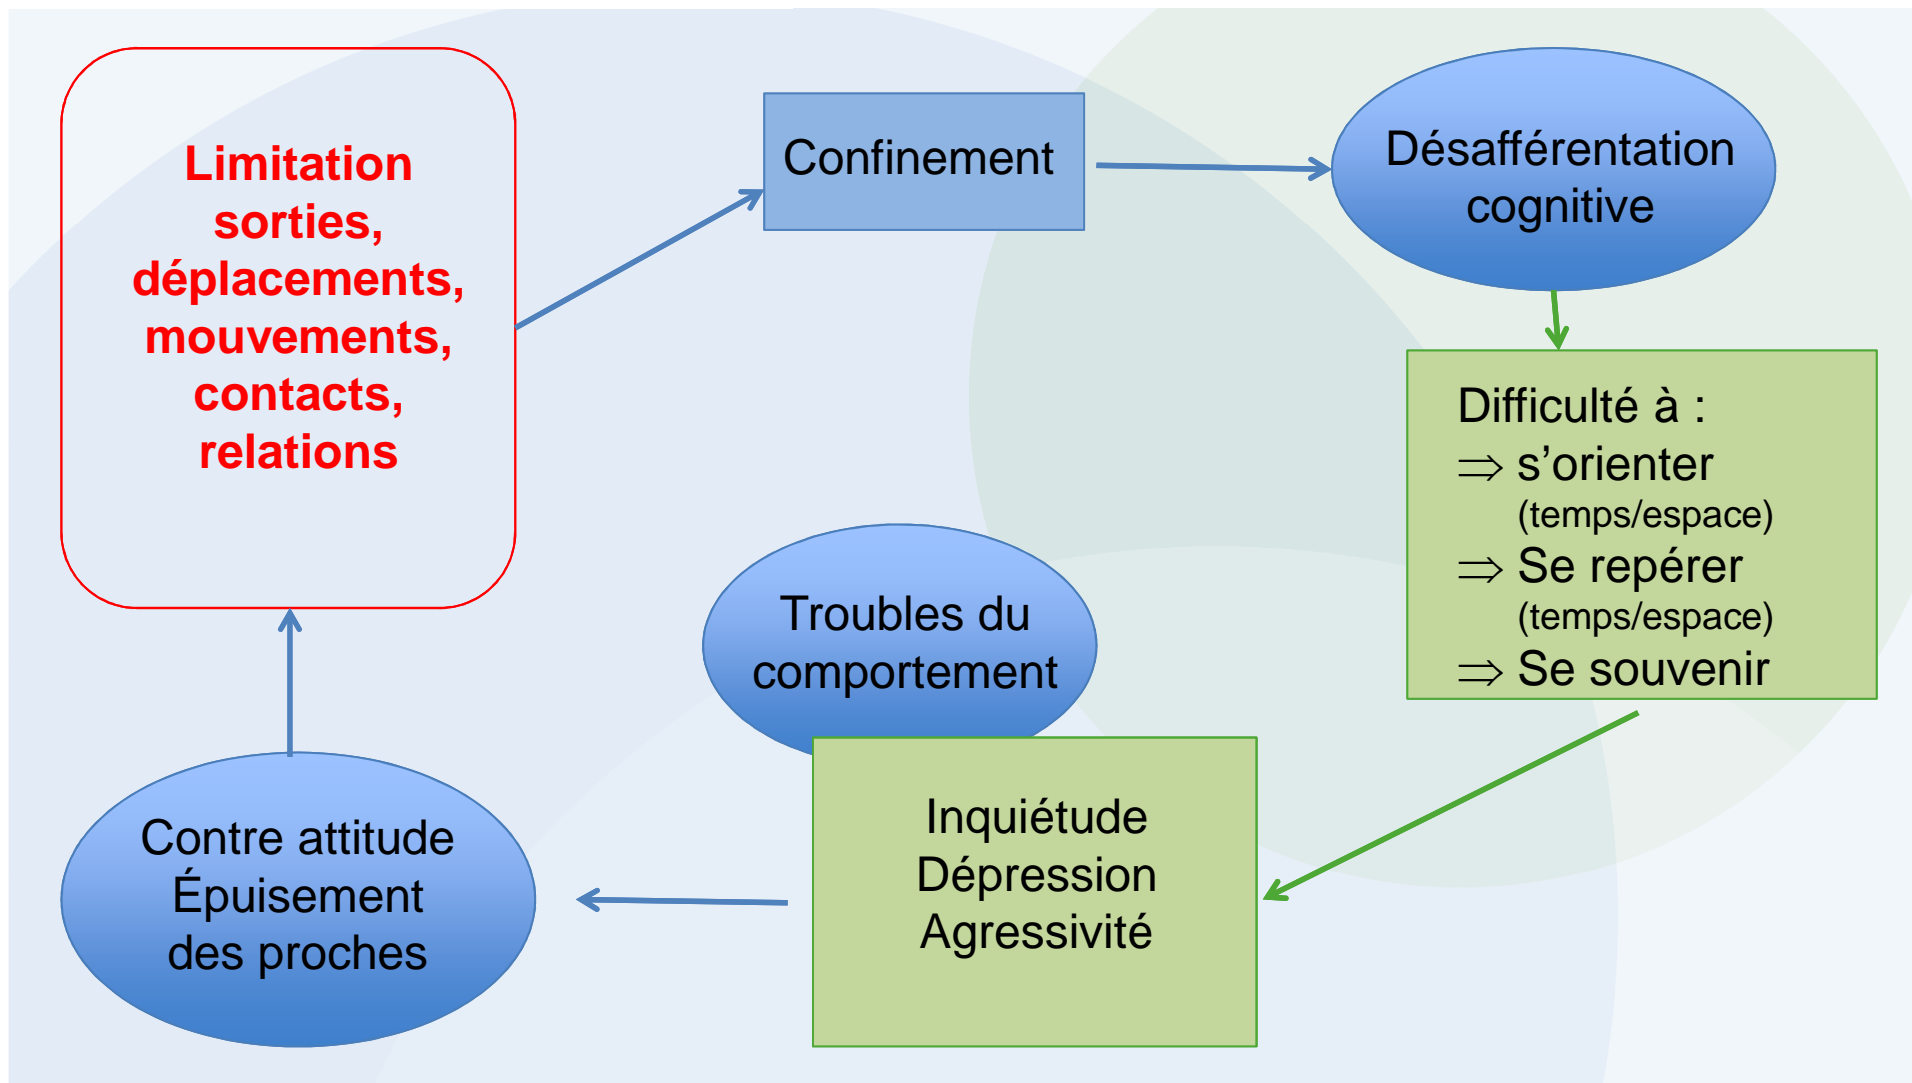 Limitation
sorties,
déplacements,
mouvements,
contacts,
relations
Confinement
Désafférentation
cognitive
Difficulté à :
⇒ s’orienter
(temps/espace)
⇒ Se repérer
(temps/espace)
⇒ Se souvenir
Troubles du
comportement
Inquiétude
Dépression
Agressivité
Contre attitude
Épuisement
des proches